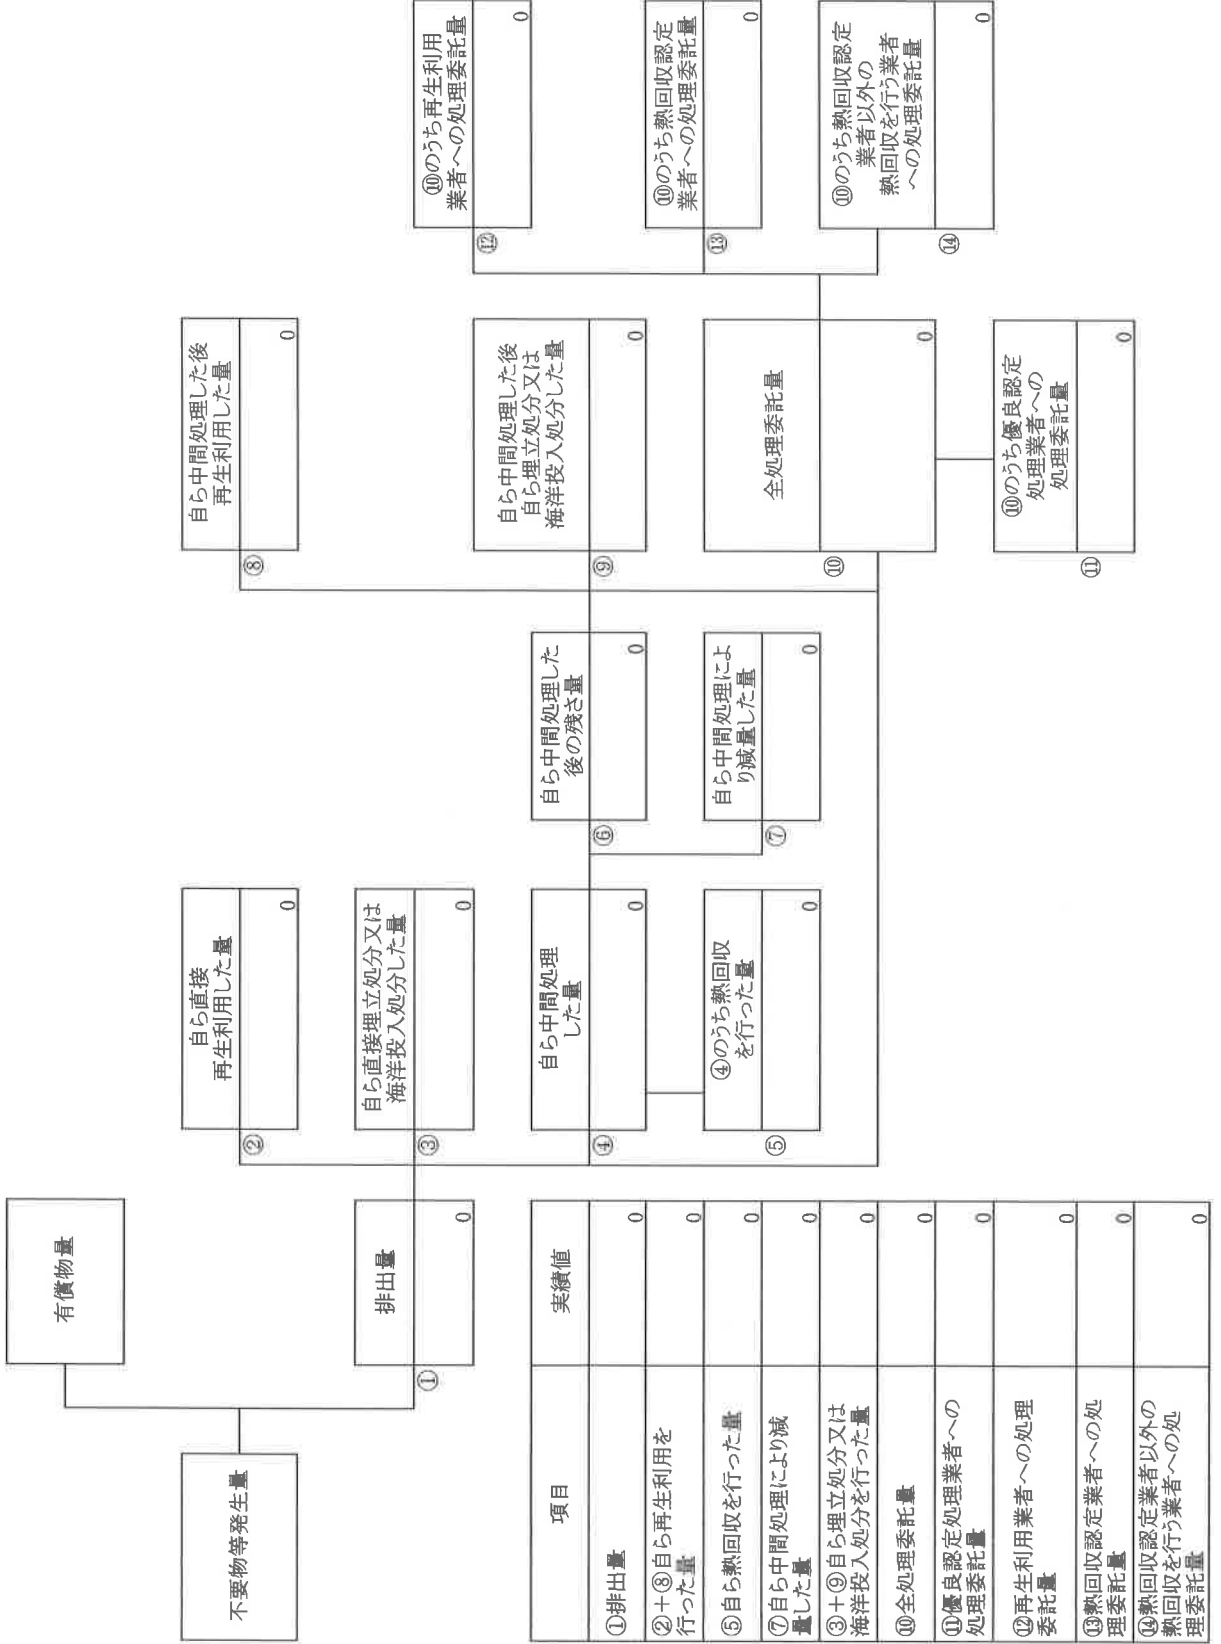 不要物等発生量
有償物量
①
排出量
0
②
自ら直接
再生利用した量
0
③
自ら直接埋立処分又は
海洋投入処分した量
0
④
自ら中間処理
した量
0
⑤
④のうち熱回収
を行った量
0
⑥
自ら中間処理した
後の残さ量
0
⑦
自ら中間処理によ
り減量した量
0
⑧
自ら中間処理した後
再生利用した量
0
⑨
自ら中間処理した後
自ら埋立処分又は
海洋投入処分した量
0
⑩
全処理委託量
0
⑪
⑩のうち優良認定
処理業者への
処理委託量
0
⑫
⑩のうち再生利用
業者への処理委託量
0
⑬
⑩のうち熱回収認定
業者への処理委託量
0
⑭
⑩のうち熱回収認定
業者以外の
熱回収を行う業者
への処理委託量
0
項目
実績値
①排出量
0
②+⑧自ら再生利用を
行った量
0
⑤自ら熱回収を行った量
0
⑦自ら中間処理により減
量した量
0
③+⑨自ら埋立処分又は
海洋投入処分を行った量
0
⑩全処理委託量
0
⑪優良認定処理業者への
処理委託量
0
⑫再生利用業者への処理
委託量
0
⑬熱回収認定業者への処
理委託量
0
⑭熱回収認定業者以外の
熱回収を行う業者への処
理委託量
0